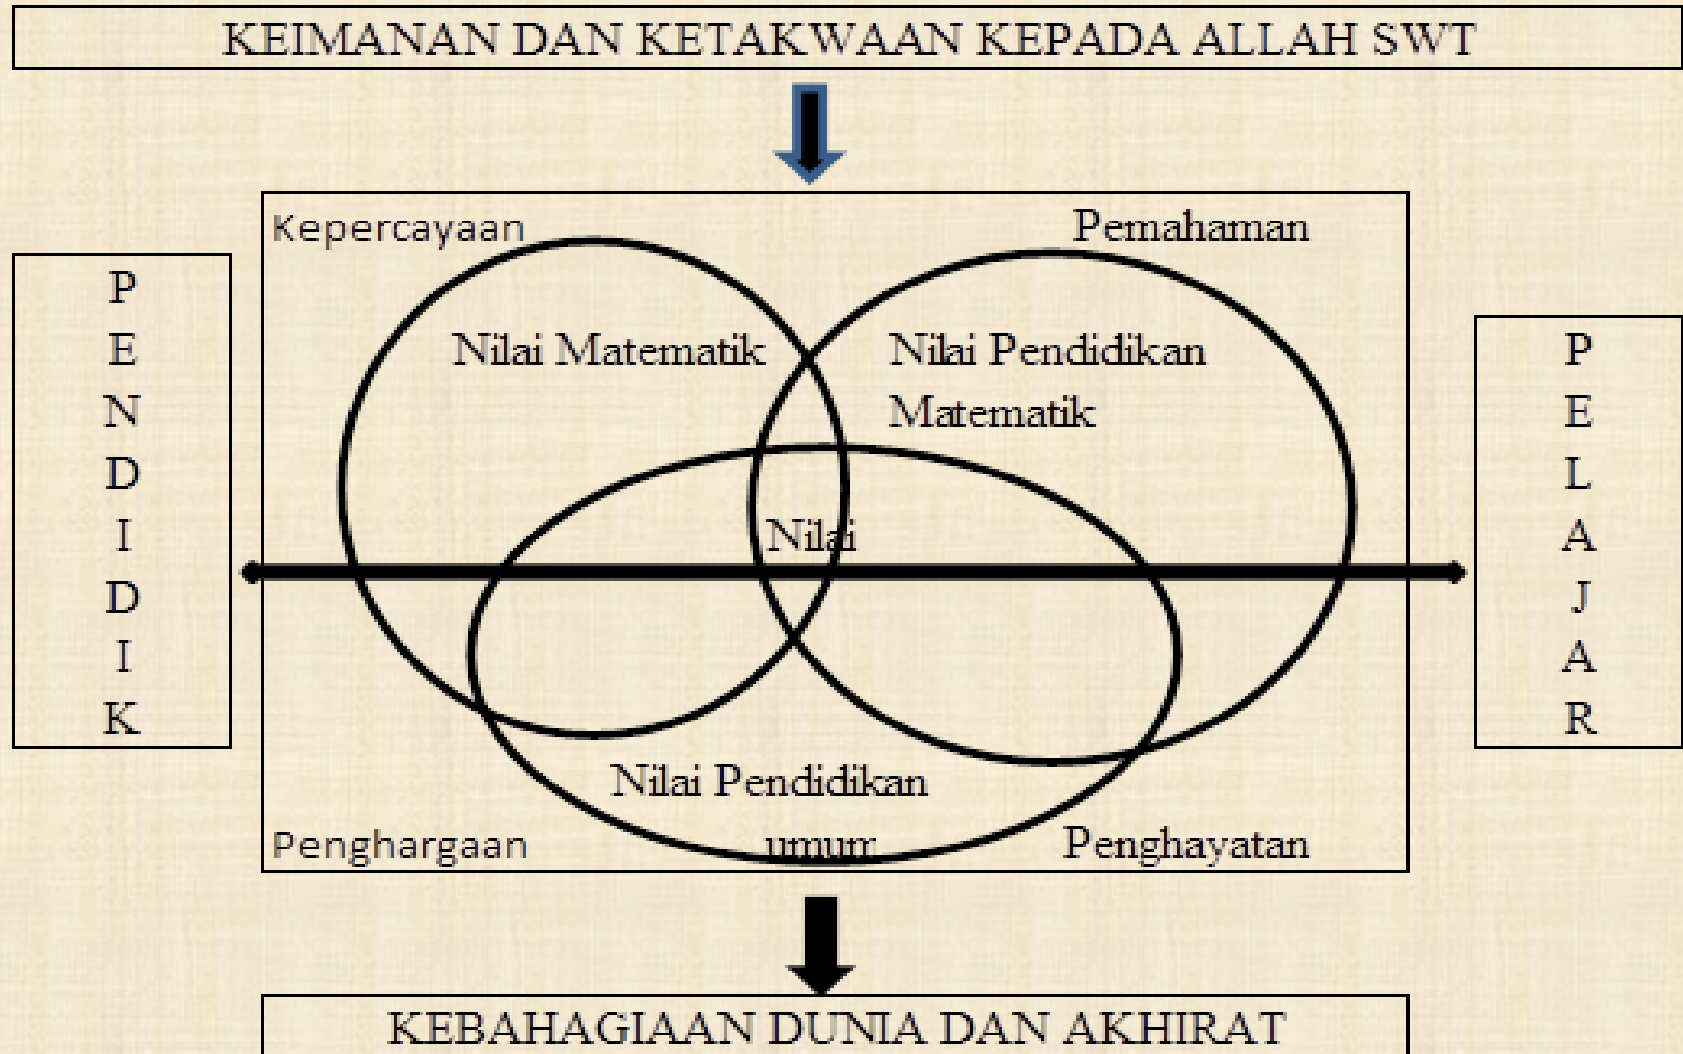 KEIMANAN DAN KETAKWAAN KEPADA ALLAH SWT
Kepercayaan
Pemahaman
P
E
N
D
I
D
I
K
Nilai Matematik
Nilai Pendidikan
Matematik
Nilai
P
E
L
A
J
A
R
Nilai Pendidikan
umum
Penghargaan
Penghayatan
KEBAHAGIAAN DUNIA DAN AKHIRAT